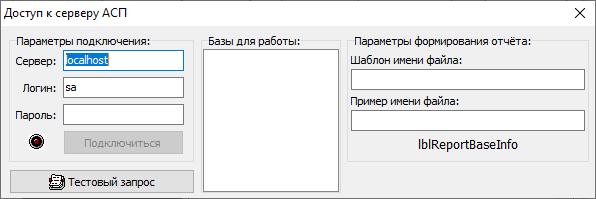 Доступ к серверу АСП
Параметры подключения:
Сервер: localhost
Логин: sa
Пароль:
Подключиться
Тестовый запрос
Базы для работы:
Параметры формирования отчёта:
Шаблон имени файла:
Пример имени файла:
lblReportBaseInfo